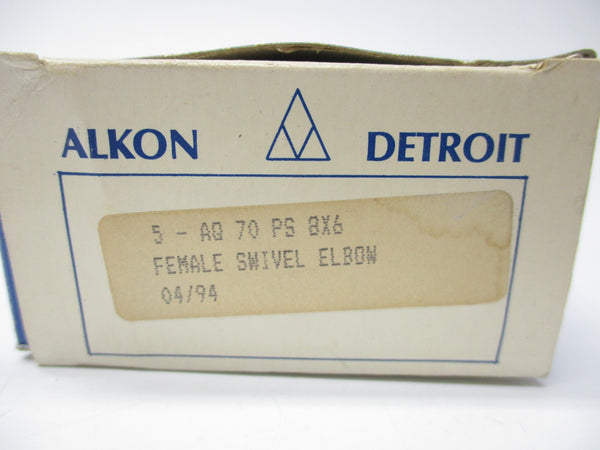 ALKON DETROIT
5 - AQ 70 PS 8X6
FEMALE SWIVEL ELBOW
04/94